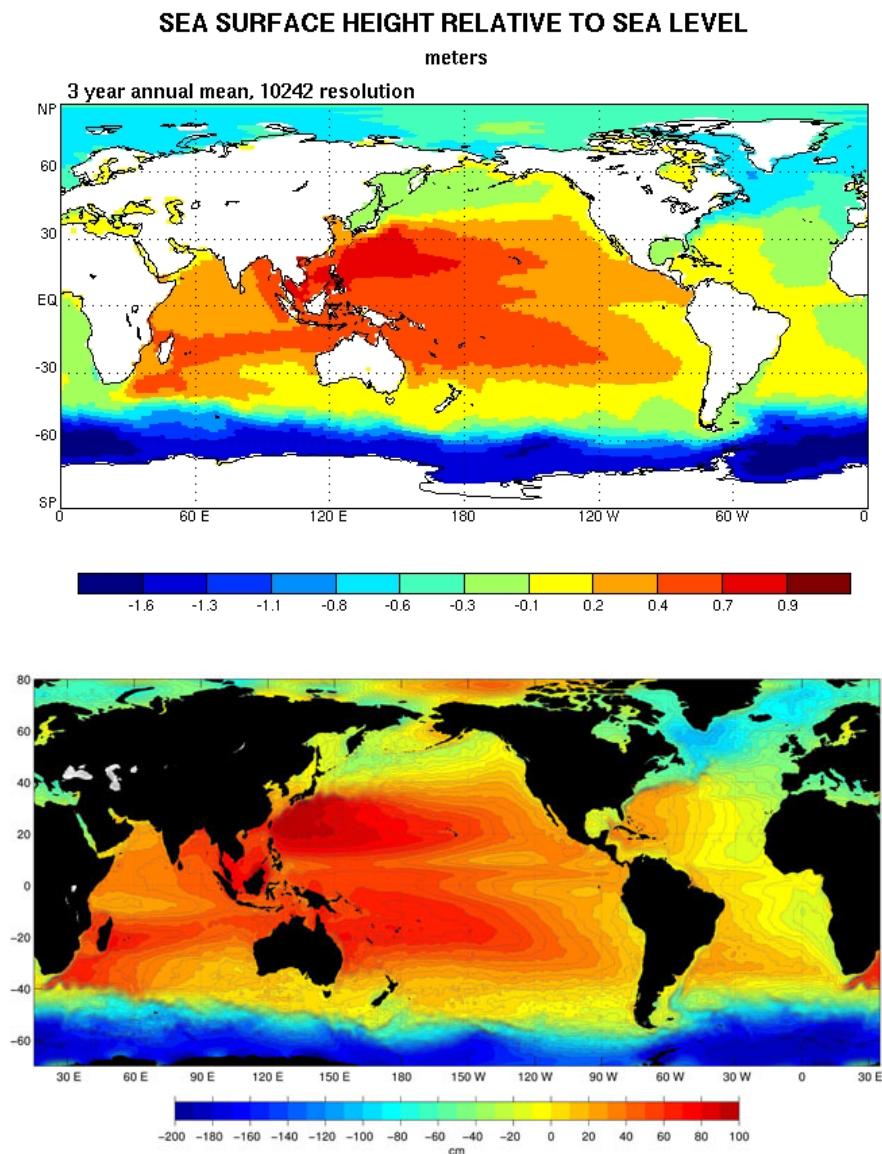 SEA SURFACE HEIGHT RELATIVE TO SEA LEVEL
meters
3 year annual mean, 10242 resolution
NP
60
30
EQ
-30
-60
SP
0 60 E 120 E 180 120 W 60 W 0
-1.6 -1.3 -1.1 -0.8 -0.6 -0.3 -0.1 0.2 0.4 0.7 0.9
80
60
40
20
0
-20
-40
-60
30 E 60 E 90 E 120 E 150 E 180 150 W 120 W 90 W 60 W 30 W 0 30 E
-200 -180 -160 -140 -120 -100 -80 -60 -40 -20 0 20 40 60 80 100
cm